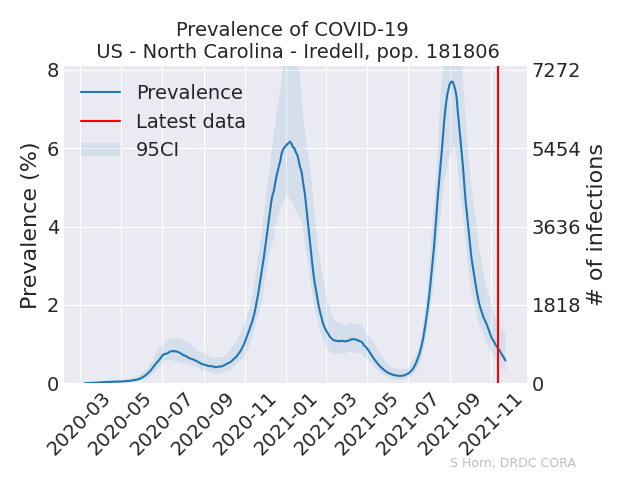 Prevalence of COVID-19
US - North Carolina - Iredell, pop. 181806
8
6
4
2
0
Prevalence (%)
Prevalence
Latest data
95CI
7272
5454
3636
1818
0
# of infections
2020-03
2020-05
2020-07
2020-09
2020-11
2021-01
2021-03
2021-05
2021-07
2021-09
2021-11
S Horn, DRDC CORA